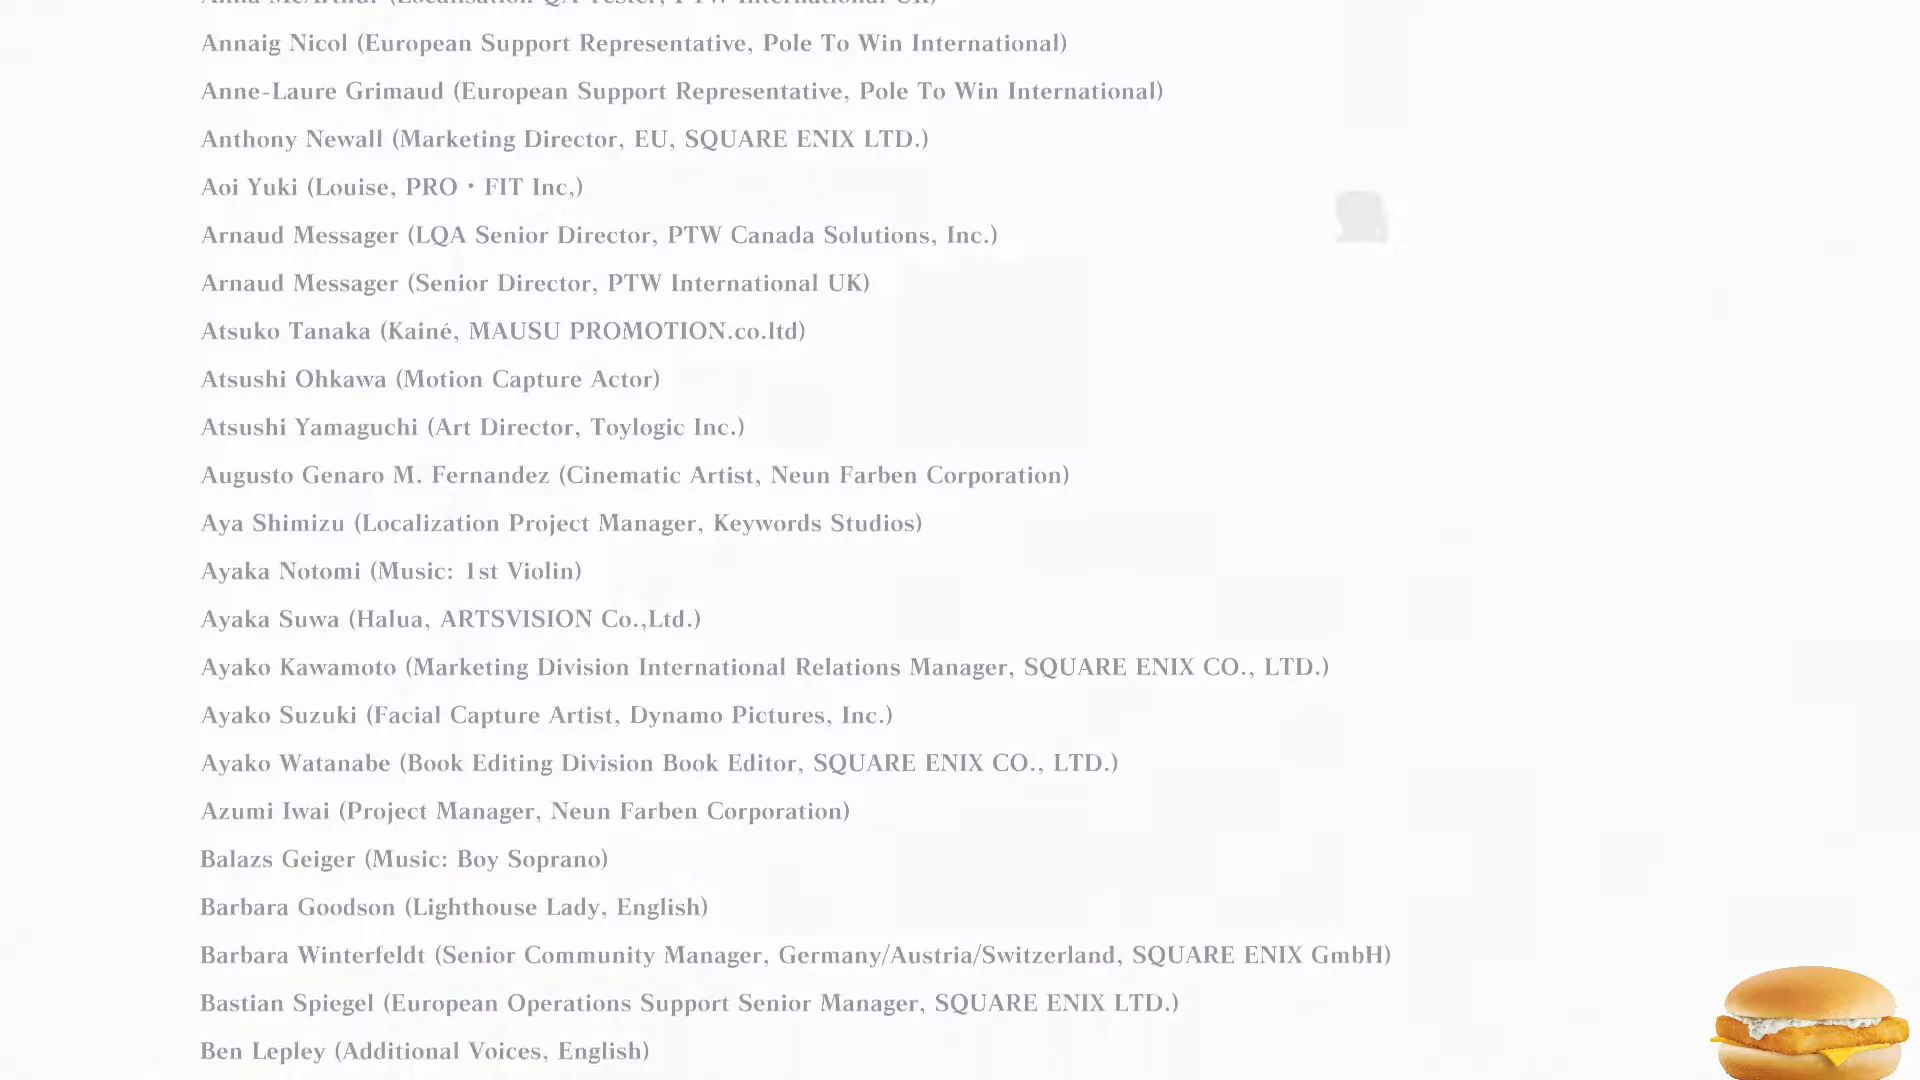 Anna McArthur (Localisation QA Tester, PTW International UK)
Annaig Nicol (European Support Representative, Pole To Win International)
Anne-Laure Grimaud (European Support Representative, Pole To Win International)
Anthony Newall (Marketing Director, EU, SQUARE ENIX LTD.)
Aoi Yuki (Louise, PRO・FIT Inc,)
Arnaud Messager (LQA Senior Director, PTW Canada Solutions, Inc.)
Arnaud Messager (Senior Director, PTW International UK)
Atsuko Tanaka (Kainé, MAUSU PROMOTION.co.ltd)
Atsushi Ohkawa (Motion Capture Actor)
Atsushi Yamaguchi (Art Director, Toylogic Inc.)
Augusto Genaro M. Fernandez (Cinematic Artist, Neun Farben Corporation)
Aya Shimizu (Localization Project Manager, Keywords Studios)
Ayaka Notomi (Music: 1st Violin)
Ayaka Suwa (Halua, ARTSVISION Co.,Ltd.)
Ayako Kawamoto (Marketing Division International Relations Manager, SQUARE ENIX CO., LTD.)
Ayako Suzuki (Facial Capture Artist, Dynamo Pictures, Inc.)
Ayako Watanabe (Book Editing Division Book Editor, SQUARE ENIX CO., LTD.)
Azumi Iwai (Project Manager, Neun Farben Corporation)
Balazs Geiger (Music: Boy Soprano)
Barbara Goodson (Lighthouse Lady, English)
Barbara Winterfeldt (Senior Community Manager, Germany/Austria/Switzerland, SQUARE ENIX GmbH)
Bastian Spiegel (European Operations Support Senior Manager, SQUARE ENIX LTD.)
Ben Lepley (Additional Voices, English)